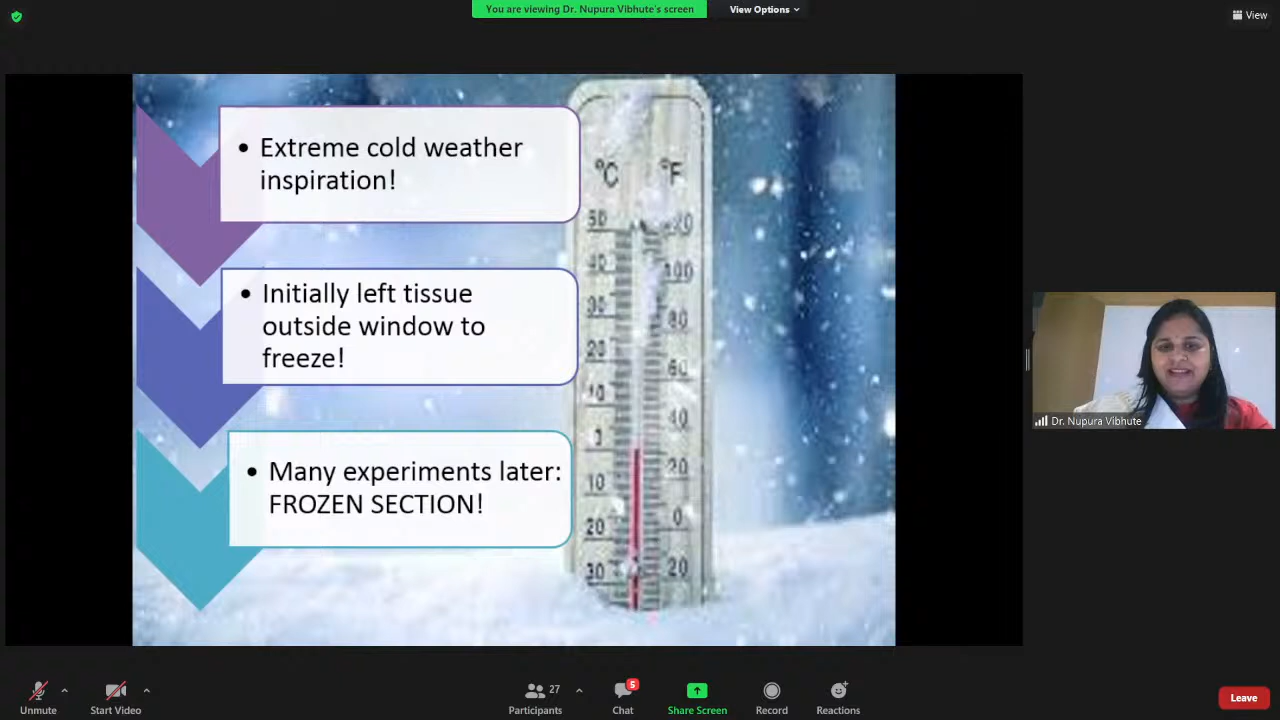 You are viewing Dr. Nupura Vibhute's screen
View Options
View
• Extreme cold weather
inspiration!
• Initially left tissue
outside window to
freeze!
• Many experiments later:
FROZEN SECTION!
°C °F
50
40 100
30 80
20 60
10 40
0 20
10 0
20
30 20
Dr. Nupura Vibhute
Unmute
Start Video
Participants 27
Chat 5
Share Screen
Record
Reactions
Leave